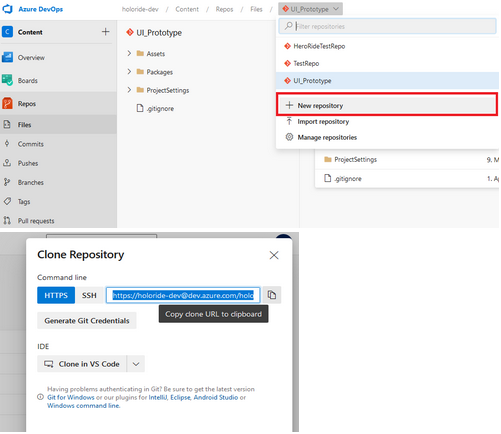 Azure DevOps
holoride-dev / Content / Repos / Files / UI_Prototype
Content
Overview
Boards
Repos
Files
Commits
Pushes
Branches
Tags
Pull requests
UI_Prototype
Assets
Packages
ProjectSettings
.gitignore
Filter repositories
HeroRideTestRepo
TestRepo
UI_Prototype
New repository
Import repository
Manage repositories
ProjectSettings
.gitignore 1. A
Clone Repository
Command line
HTTPS SSH https://holoride-dev@dev.azure.com/holo
Copy clone URL to clipboard
Generate Git Credentials
IDE
Clone in VS Code
Having problems authenticating in Git? Be sure to get the latest version
Git for Windows or our plugins for IntelliJ, Eclipse, Android Studio or
Windows command line.